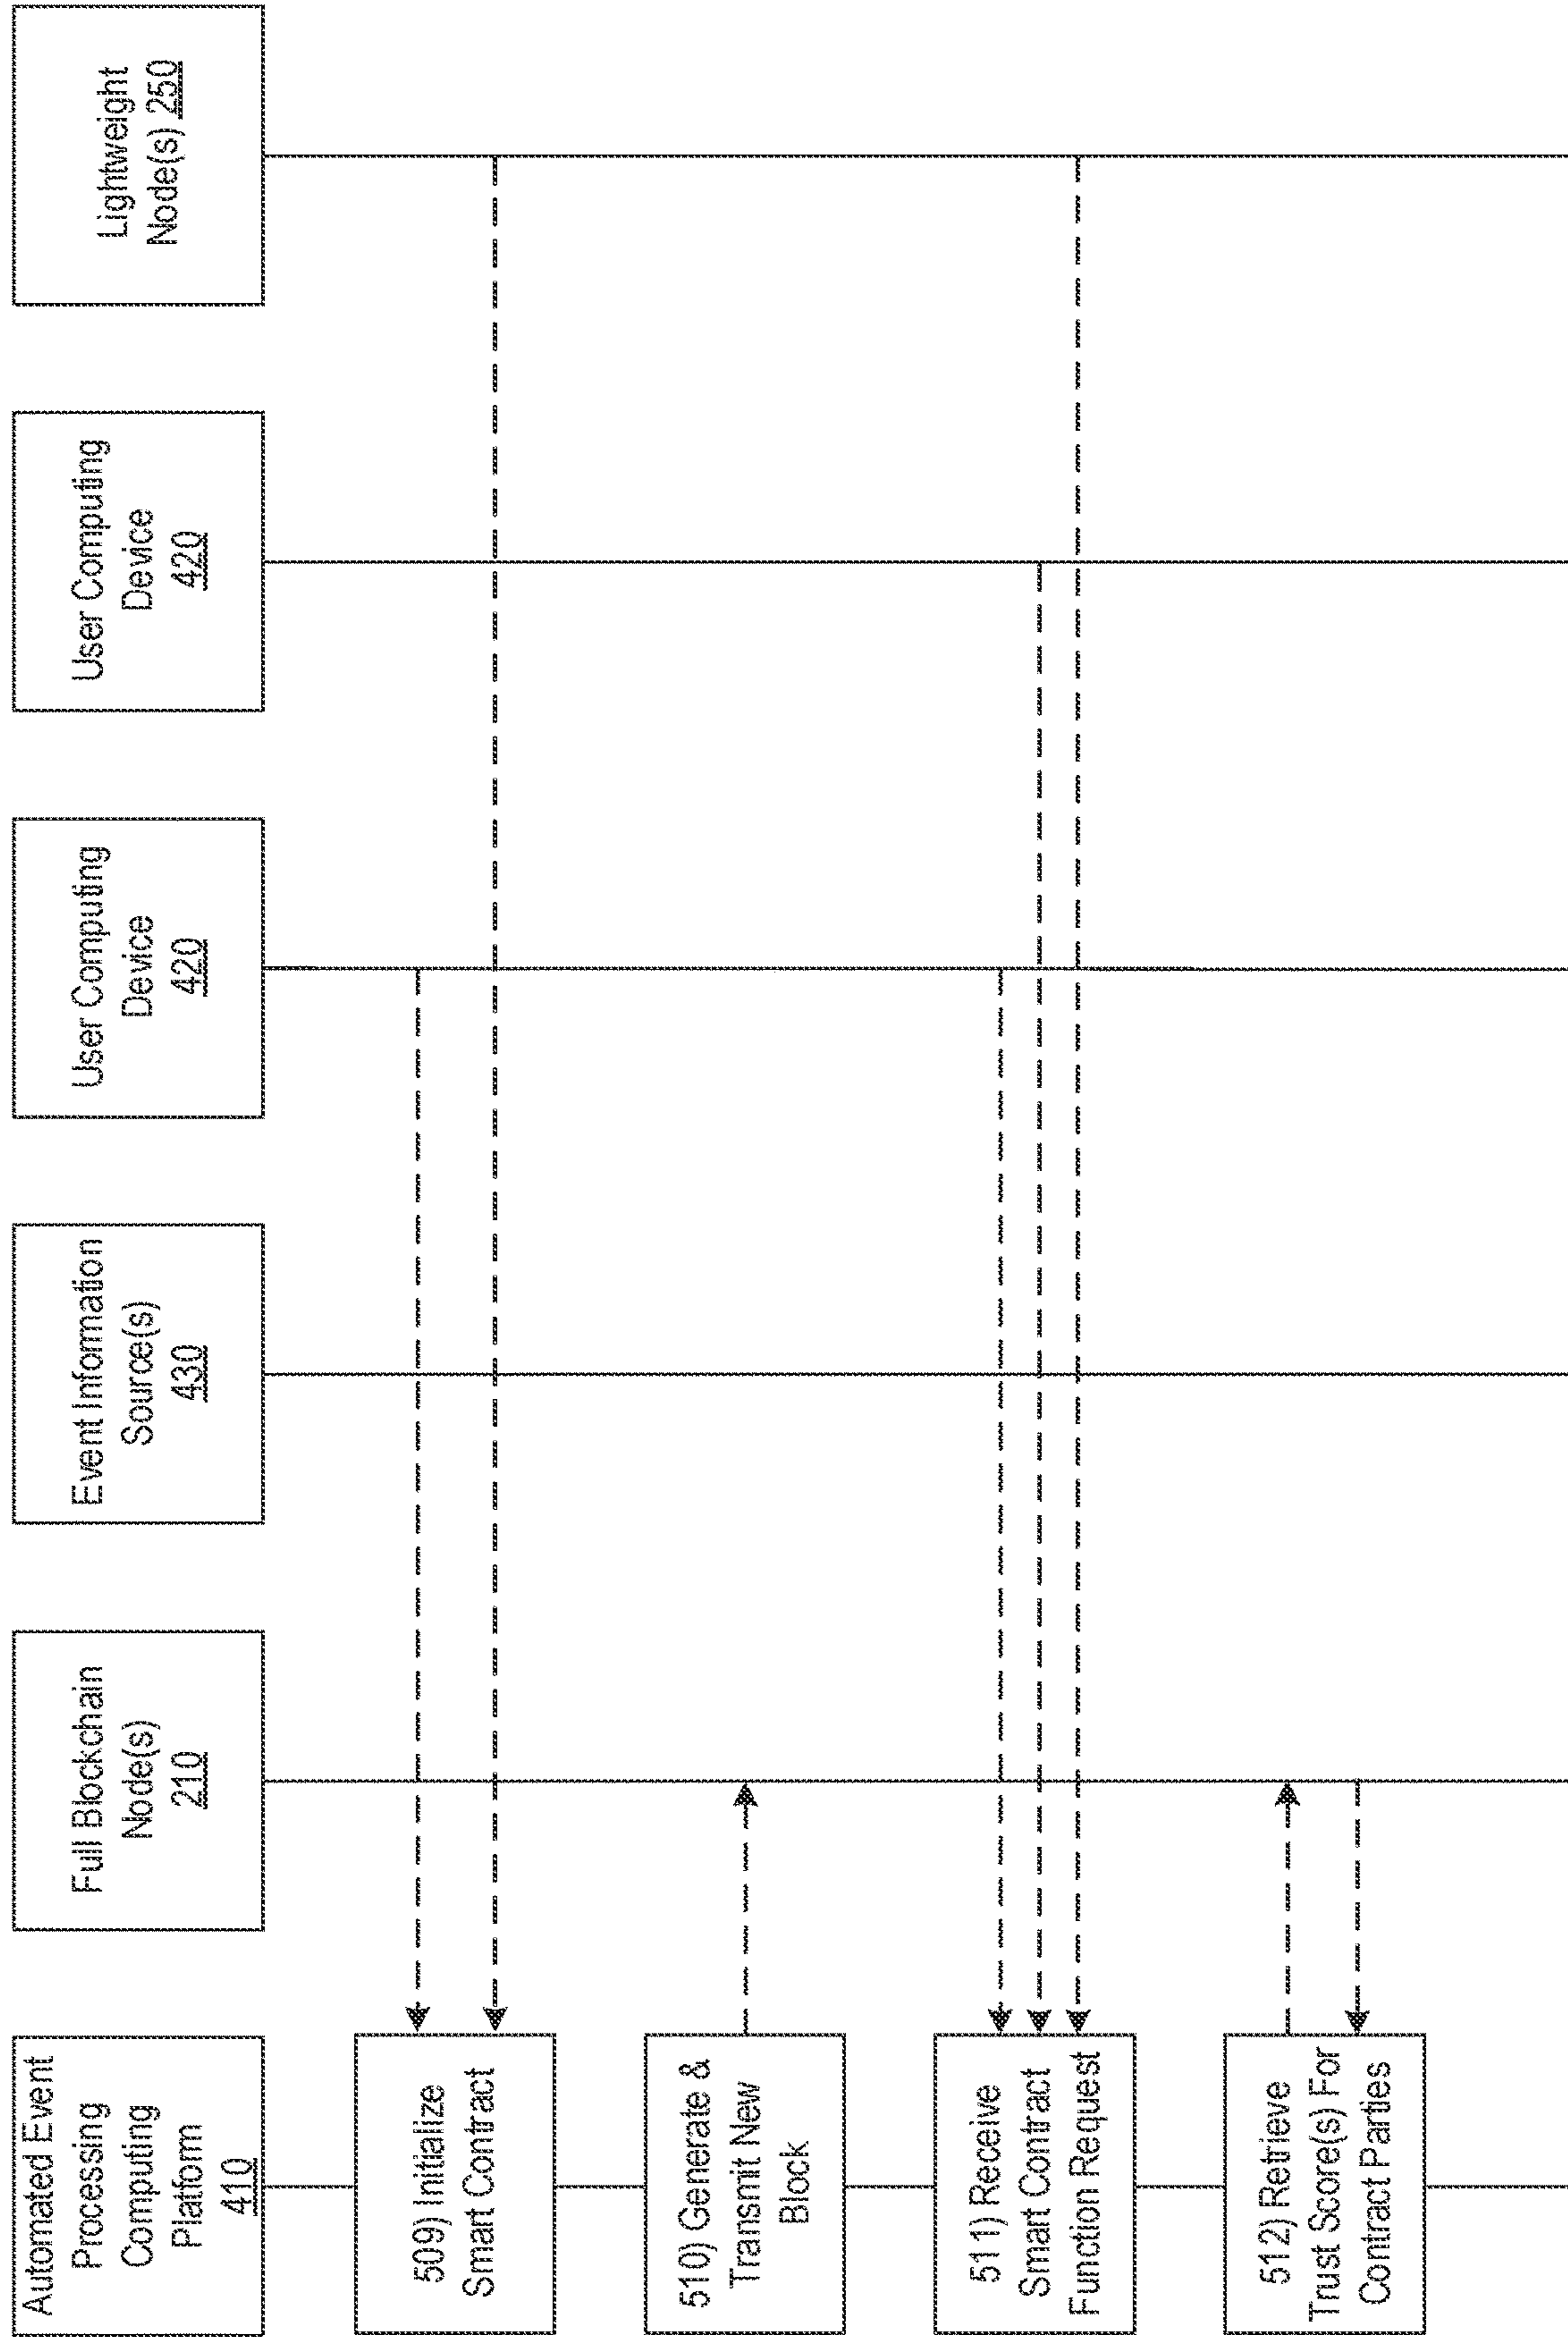 Automated Event
Processing
Computing
Platform
410
Full Blockchain
Node(s)
210
Event Information
Source(s)
430
User Computing
Device
420
User Computing
Device
420
Lightweight
Node(s) 250
509) Initialize
Smart Contract
510) Generate &
Transmit New
Block
511) Receive
Smart Contract
Function Request
512) Retrieve
Trust Score(s) For
Contract Parties